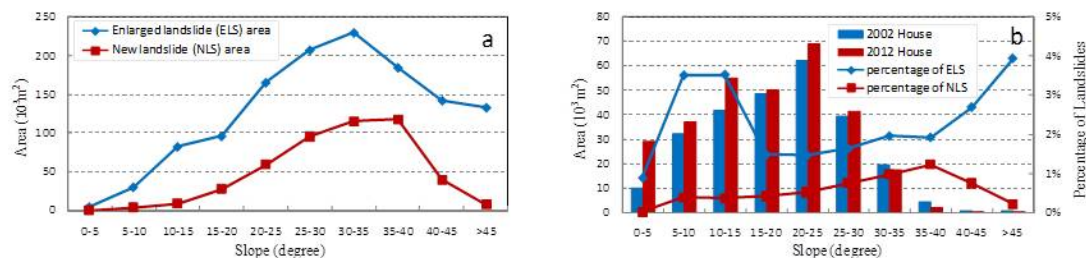 a
Enlarged landslide (ELS) area
New landslide (NLS) area
Area (10³m²)
250
200
150
100
50
0
0-5 5-10 10-15 15-20 20-25 25-30 30-35 35-40 40-45 >45
Slope (degree)
b
2002 House
2012 House
percentage of ELS
percentage of NLS
Area (10³ m²)
80
70
60
50
40
30
20
10
0
5%
4%
3%
2%
1%
0%
Percentage of Landslides
0-5 5-10 10-15 15-20 20-25 25-30 30-35 35-40 40-45 >45
Slope (degree)